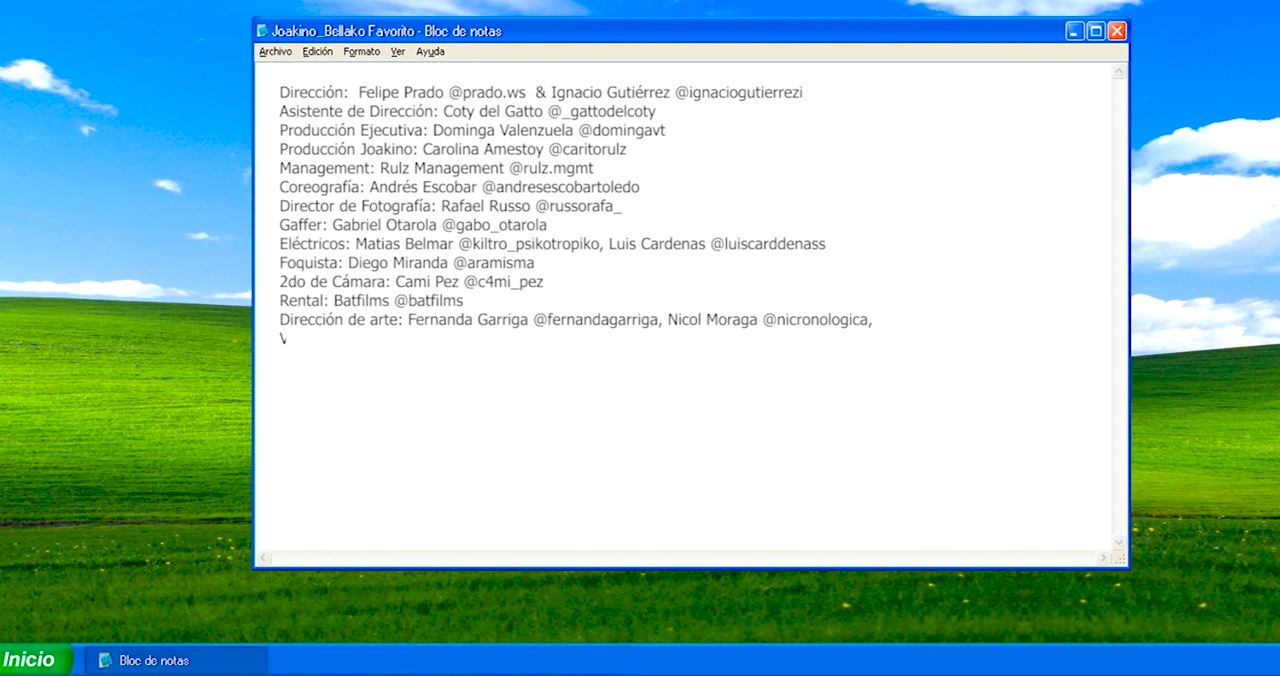 Joakino_Bellako Favorito - Bloc de notas
Archivo Edición Formato Ver Ayuda
Dirección: Felipe Prado @prado.ws & Ignacio Gutiérrez @ignaciogutierrezi
Asistente de Dirección: Coty del Gatto @_gattodelcoty
Producción Ejecutiva: Dominga Valenzuela @domingavt
Producción Joakino: Carolina Amestoy @caritorulz
Management: Rulz Management @rulz.mgmt
Coreografía: Andrés Escobar @andresescobartoledo
Director de Fotografía: Rafael Russo @russorafa_
Gaffer: Gabriel Otarola @gabo_otarola
Eléctricos: Matias Belmar @kiltro_psikotropiko, Luis Cardenas @luiscarddenass
Foquista: Diego Miranda @aramisma
2do de Cámara: Cami Pez @c4mi_pez
Rental: Batfilms @batfilms
Dirección de arte: Fernanda Garriga @fernandagarriga, Nicol Moraga @nicronologica,
Inicio
Bloc de notas